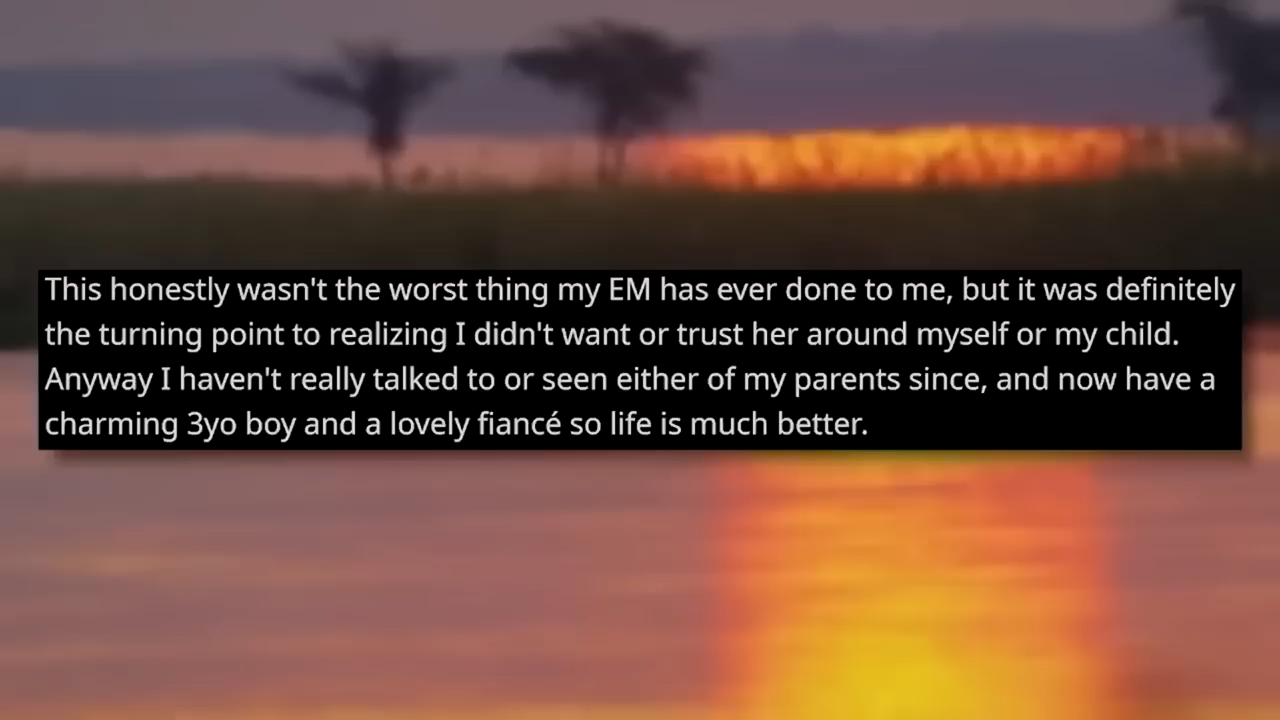 This honestly wasn't the worst thing my EM has ever done to me, but it was definitely
the turning point to realizing I didn't want or trust her around myself or my child.
Anyway I haven't really talked to or seen either of my parents since, and now have a
charming 3yo boy and a lovely fiancé so life is much better.